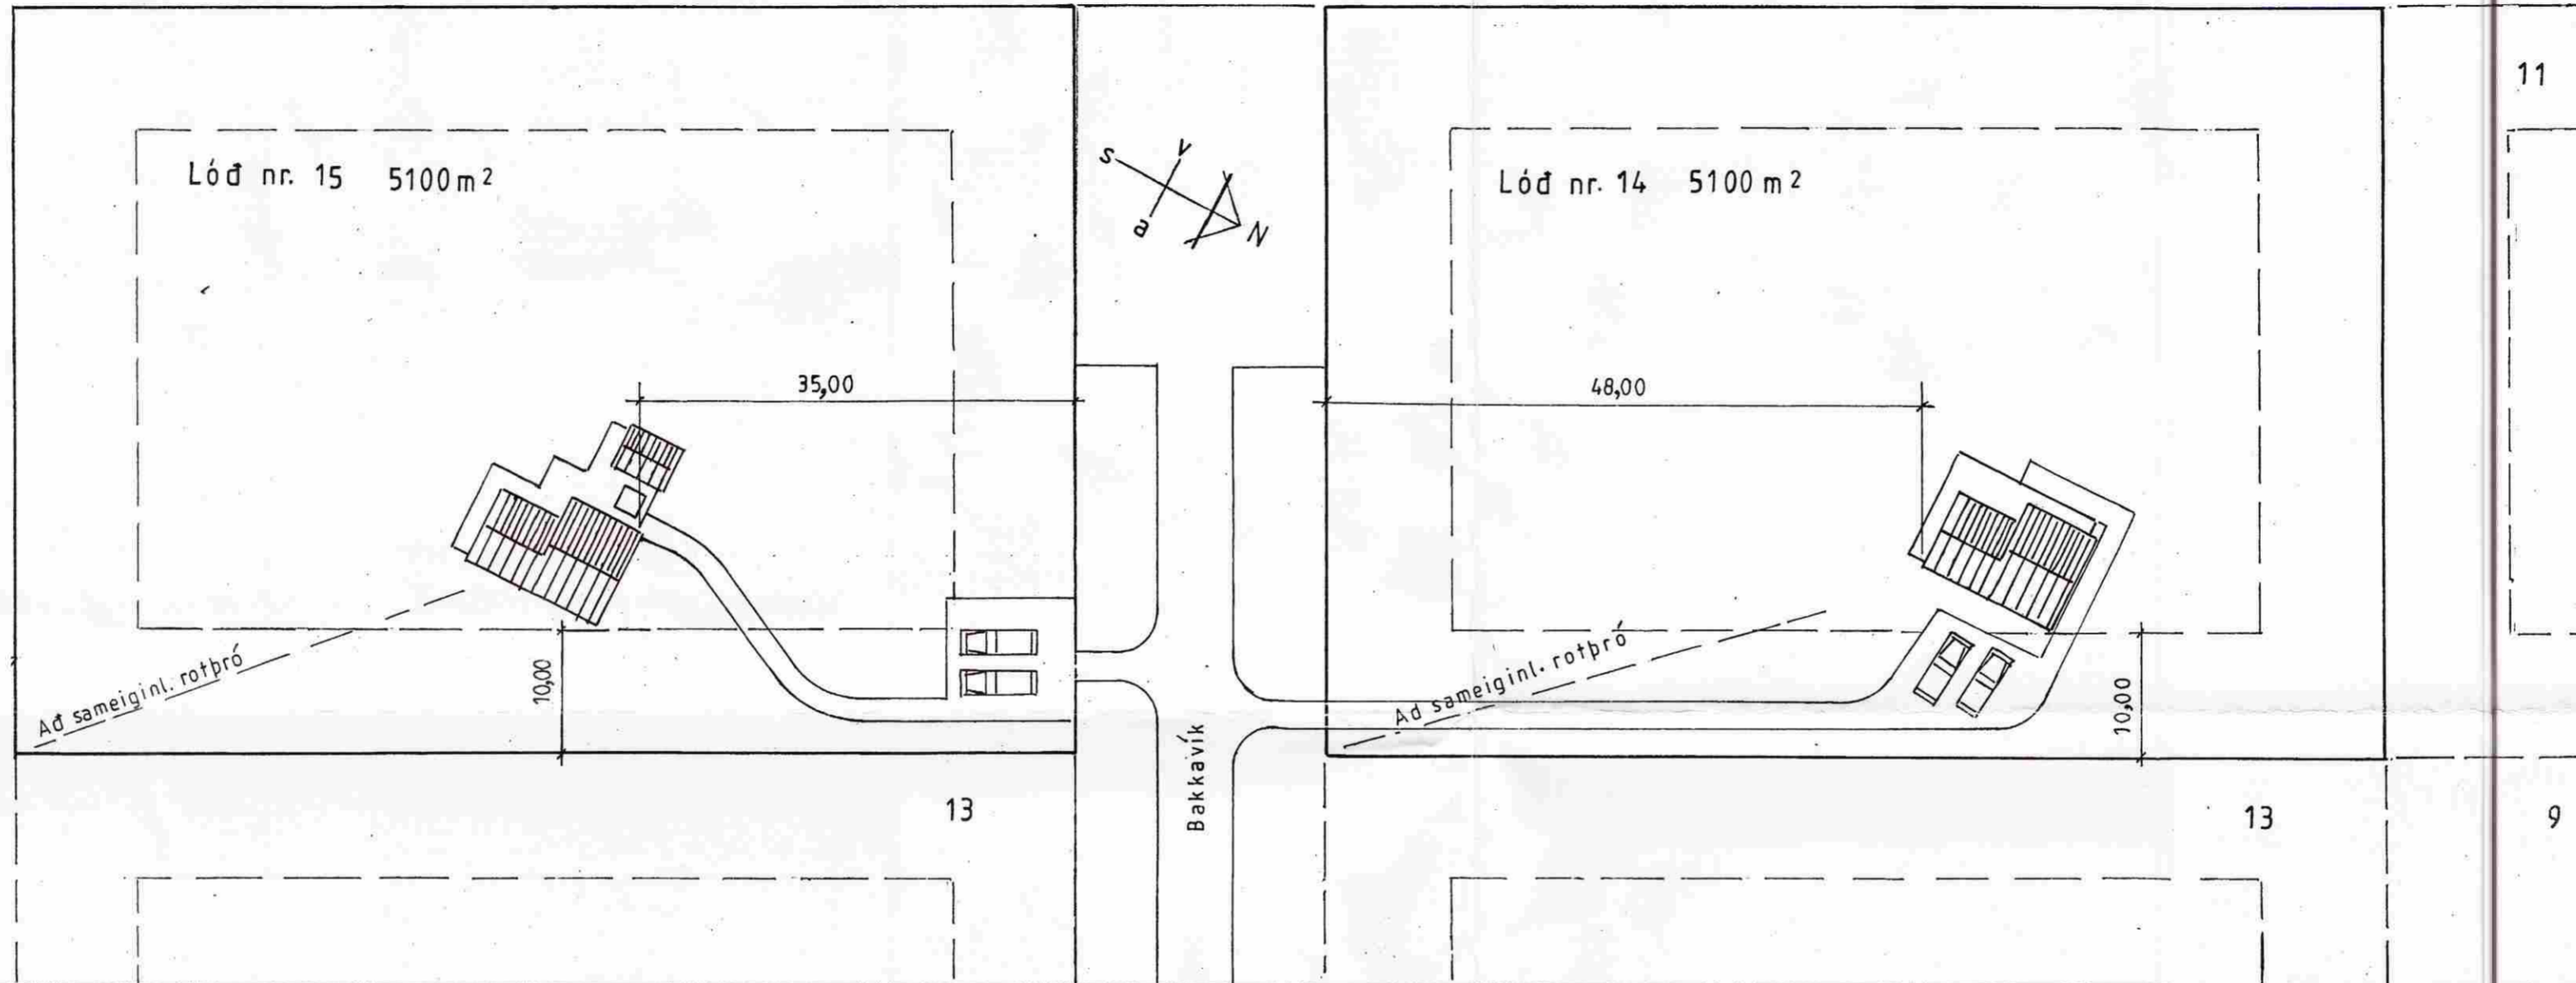 11
Lóđ nr. 15 5100 m²
s
v
a
N
Lóđ nr. 14 5100 m²
35,00
48,00
Ađ sameiginl. rotþró
10,00
Ad sameiginl. rotþró
10,00
Bakkavík
13
13
9